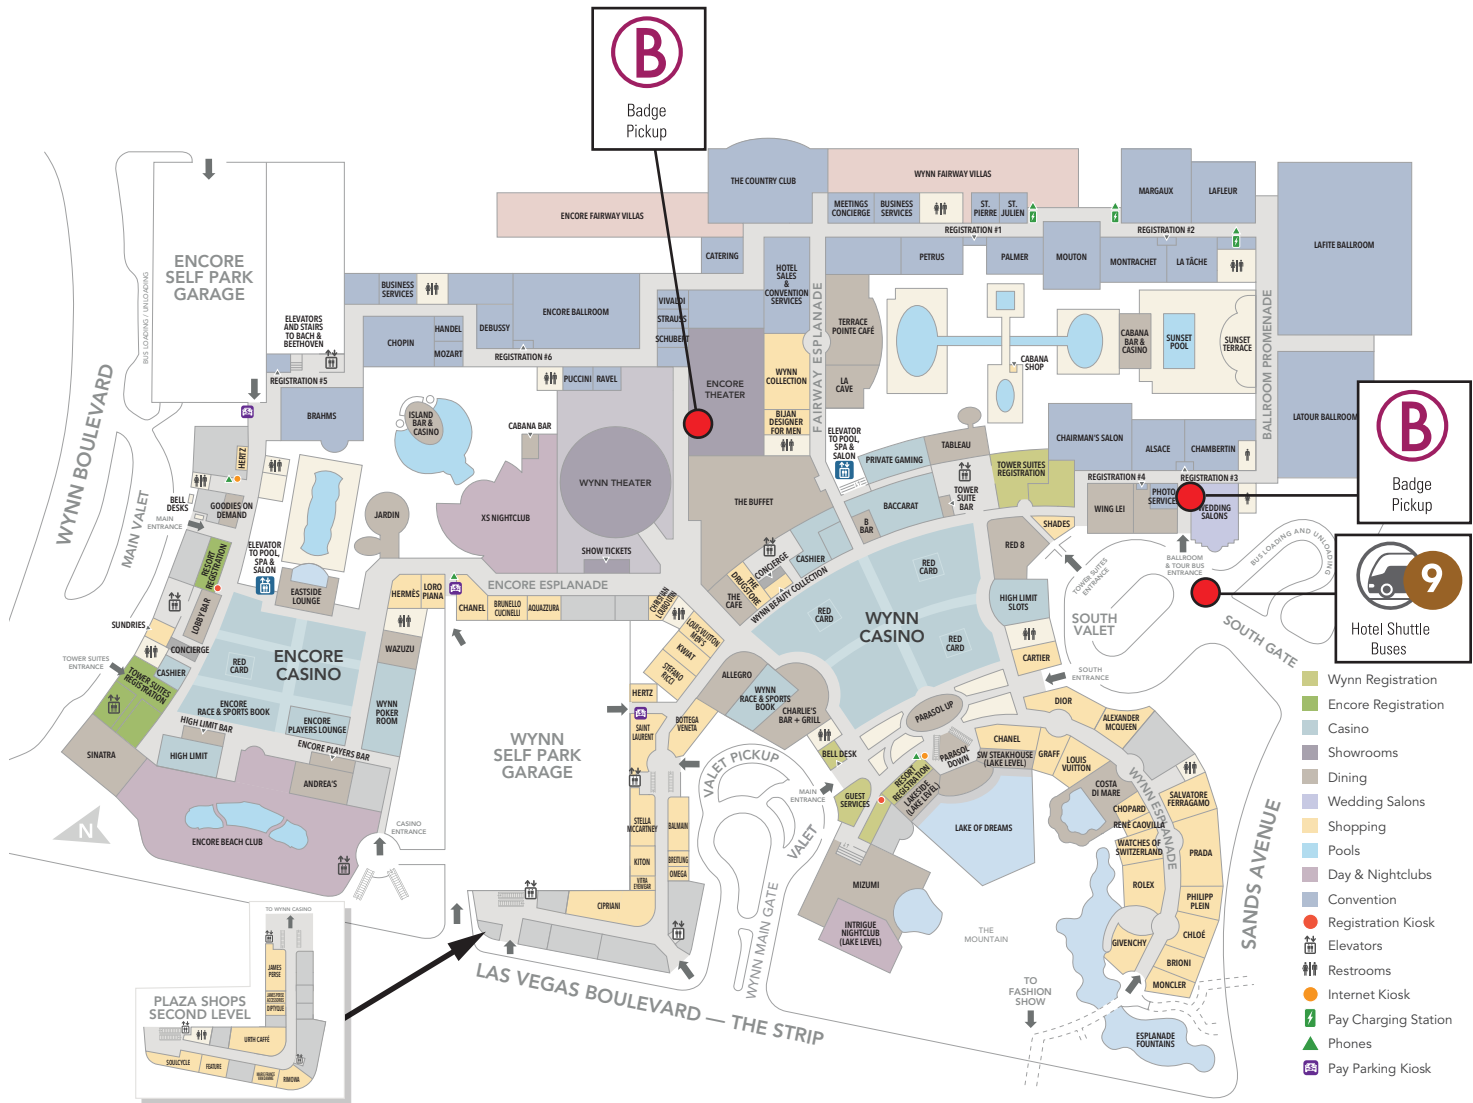 B
Badge
Pickup
THE COUNTRY CLUB
WYNN FAIRWAY VILLAS
ENCORE FAIRWAY VILLAS
MEETINGS
CONCIERGE
BUSINESS
SERVICES
ST.
PIERRE
ST.
JULIEN
MARGAUX
LAFLEUR
LAFITE BALLROOM
REGISTRATION #1
REGISTRATION #2
CATERING
HOTEL
SALES
&
CONVENTION
SERVICES
PETRUS
PALMER
MOUTON
MONTRACHET
LA TÂCHE
ENCORE
SELF PARK
GARAGE
BUS LOADING / UNLOADING
ELEVATORS
AND STAIRS
TO BACH &
BEETHOVEN
BUSINESS
SERVICES
CHOPIN
HANDEL
MOZART
DEBUSSY
ENCORE BALLROOM
REGISTRATION #6
VIVALDI
STRAUSS
SCHUBERT
PUCCINI
RAVEL
REGISTRATION #5
BRAHMS
ENCORE
THEATER
WYNN
COLLECTION
BIJAN
DESIGNER
FOR MEN
FAIRWAY ESPLANADE
TERRACE
POINTE CAFÉ
LA
CAVE
CABANA
SHOP
CABANA
BAR &
CASINO
SUNSET
POOL
SUNSET
TERRACE
BALLROOM PROMENADE
LATOUR BALLROOM
B
Badge
Pickup
CHAIRMAN'S SALON
ALSACE
CHAMBERTIN
REGISTRATION #4
REGISTRATION #3
WING LEI
PHOTO
SERVICES
WEDDING
SALONS
BALLROOM
& TOUR BUS
ENTRANCE
BUS LOADING AND UNLOADING
9
Hotel Shuttle
Buses
SOUTH GATE
SOUTH
VALET
TOWER SUITES
ENTRANCE
SOUTH
ENTRANCE
WYNN BOULEVARD
MAIN VALET
ISLAND
BAR &
CASINO
CABANA BAR
WYNN THEATER
XS NIGHTCLUB
SHOW TICKETS
THE BUFFET
ELEVATOR
TO POOL,
SPA &
SALON
PRIVATE GAMING
TABLEAU
TOWER SUITES
REGISTRATION
BACCARAT
TOWER
SUITE
BAR
B
BAR
SHADES
RED 8
HERTZ
BELL
DESKS
MAIN
ENTRANCE
GOODIES ON
DEMAND
JARDIN
ELEVATOR
TO POOL,
SPA &
SALON
EASTSIDE
LOUNGE
RESORT
REGISTRATION
LOBBY BAR
SUNDRIES
CONCIERGE
TOWER SUITES
ENTRANCE
TOWER SUITES
REGISTRATION
CASHIER
SINATRA
HIGH LIMIT BAR
HIGH LIMIT
RED
CARD
ENCORE
CASINO
ENCORE
RACE & SPORTS BOOK
ENCORE
PLAYERS LOUNGE
ENCORE PLAYERS BAR
ANDREA'S
ENCORE BEACH CLUB
WYNN
POKER
ROOM
WAZUZU
HERMÈS
LORO
PIANA
ENCORE ESPLANADE
CHANEL
BRUNELLO
CUCINELLI
AQUAZZURA
CHRISTIAN
LOUBOUTIN
LOUIS VUITTON
MEN'S
KWIAT
STEFANO
RICCI
THE
CAFE
THE
DRUGSTORE
CONCIERGE
WYNN BEAUTY COLLECTION
CASHIER
RED
CARD
RED
CARD
RED
CARD
WYNN
CASINO
HIGH LIMIT
SLOTS
CARTIER
ALLEGRO
WYNN
RACE & SPORTS
BOOK
CHARLIE'S
BAR + GRILL
PARASOL UP
PARASOL
DOWN
BELL DESK
GUEST
SERVICES
RESORT
REGISTRATION
LAKESIDE
(LAKE LEVEL)
MAIN
ENTRANCE
SW STEAKHOUSE
(LAKE LEVEL)
CHANEL
DIOR
ALEXANDER
MCQUEEN
GRAFF
LOUIS
VUITTON
COSTA
DI MARE
CHOPARD
RENÉ CAOVILLA
WATCHES OF
SWITZERLAND
ROLEX
GIVENCHY
WYNN ESPLANADE
SALVATORE
FERRAGAMO
PRADA
PHILIPP
PLEIN
CHLOÉ
BRIONI
MONCLER
SANDS AVENUE
LAKE OF DREAMS
MIZUMI
INTRIGUE
NIGHTCLUB
(LAKE LEVEL)
THE
MOUNTAIN
TO
FASHION
SHOW
ESPLANADE
FOUNTAINS
HERTZ
SAINT
LAURENT
BOTTEGA
VENETA
WYNN
SELF PARK
GARAGE
VALET PICKUP
VALET
WYNN MAIN GATE
STELLA
MCCARTNEY
BALMAIN
KITON
BREITLING
OMEGA
VITRA
EYEWEAR
CIPRIANI
CASINO
ENTRANCE
N
LAS VEGAS BOULEVARD — THE STRIP
TO WYNN CASINO
PLAZA SHOPS
SECOND LEVEL
JAMES
PERSE
JAMES PERSE
ACCESSORIES
DIPTYQUE
URTH CAFFÉ
SOULCYCLE
FEATURE
RIMOWA
Wynn Registration
Encore Registration
Casino
Showrooms
Dining
Wedding Salons
Shopping
Pools
Day & Nightclubs
Convention
Registration Kiosk
Elevators
Restrooms
Internet Kiosk
Pay Charging Station
Phones
Pay Parking Kiosk